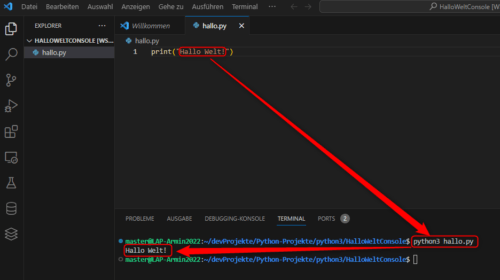 Datei Bearbeiten Auswahl Anzeigen Gehe zu Ausführen Terminal ...
HalloWeltConsole [W
EXPLORER ...
Willkommen
hallo.py
HALLOWELTCONSOLE [WS...
hallo.py
hallo.py
1 print("Hallo Welt!")
PROBLEME AUSGABE DEBUGGING-KONSOLE TERMINAL PORTS 2
master@LAP-Armin2022:~/devProjekte/Python-Projekte/python3/HalloWeltConsole$ python3 hallo.py
Hallo Welt!
master@LAP-Armin2022:~/devProjekte/Python-Projekte/python3/HalloWeltConsole$